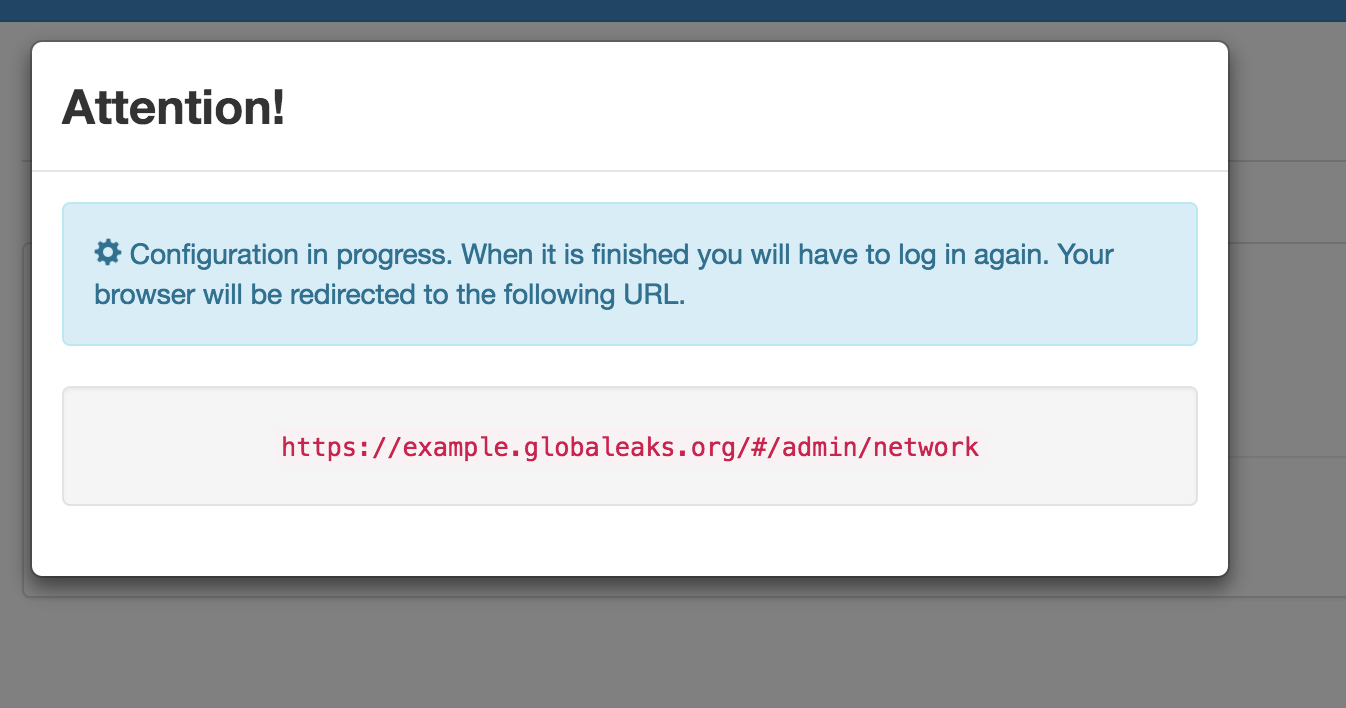 Attention!
Configuration in progress. When it is finished you will have to log in again. Your
browser will be redirected to the following URL.
https://example.globaleaks.org/#/admin/network